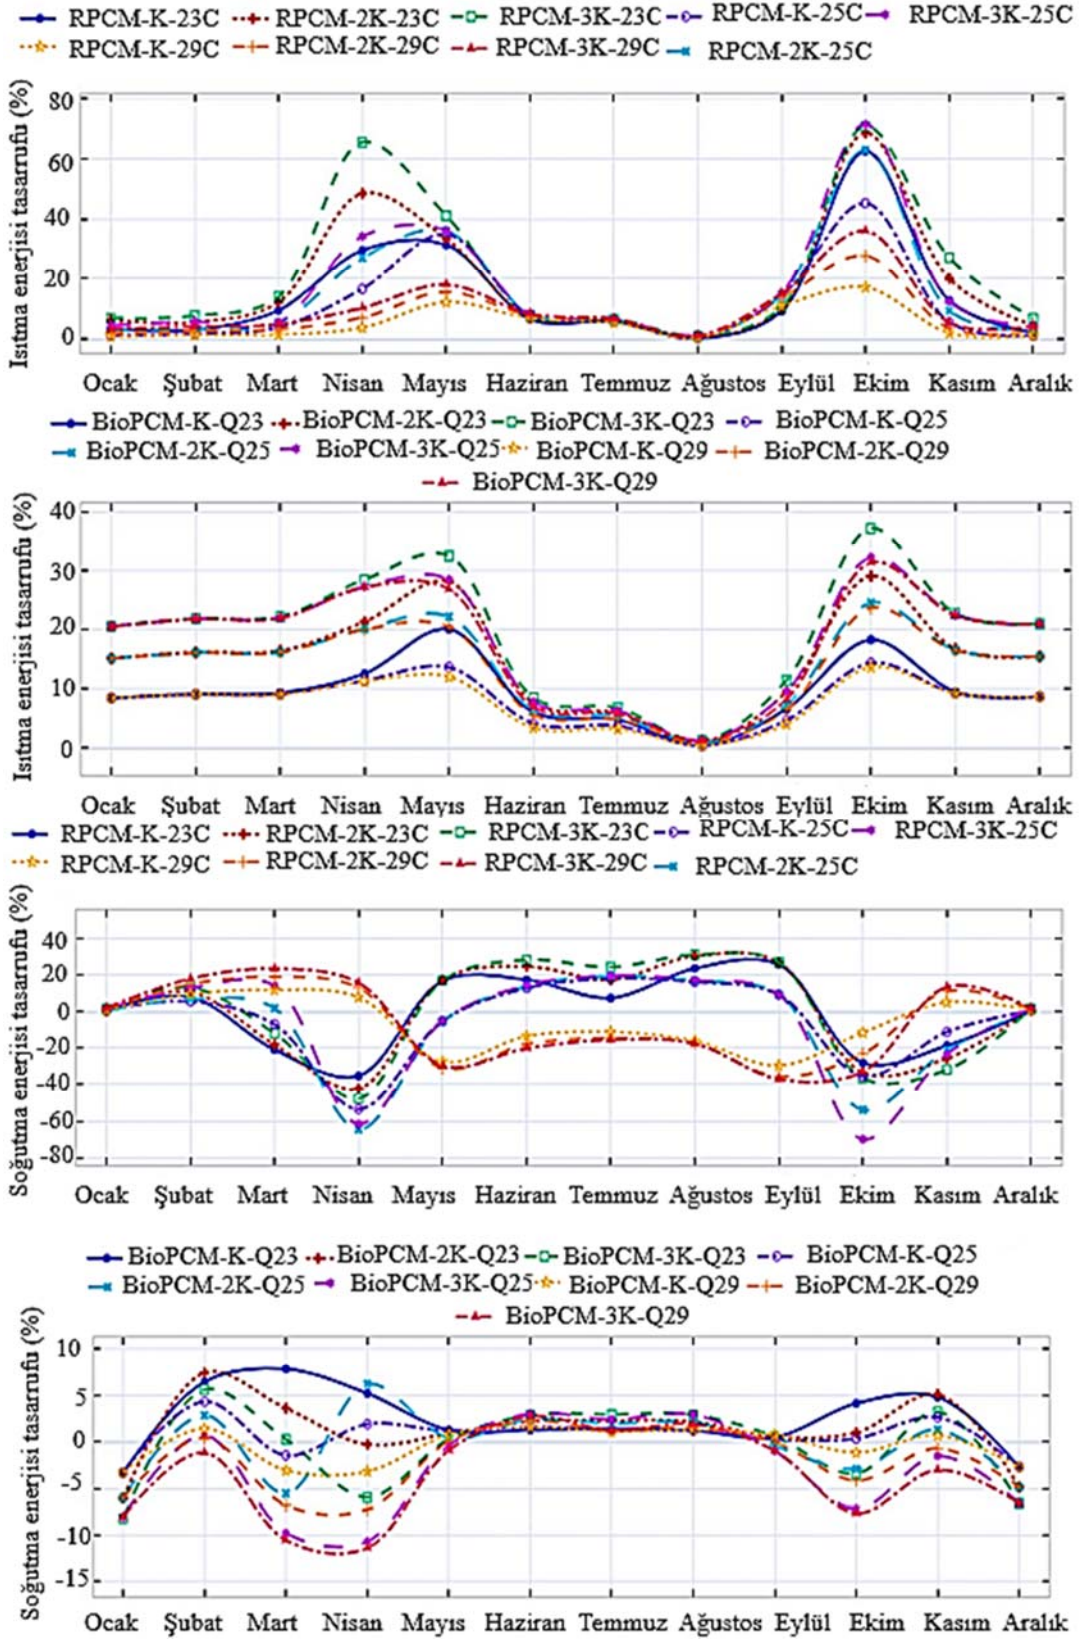 RPCM-K-23C RPCM-2K-23C RPCM-3K-23C RPCM-K-25C RPCM-3K-25C
RPCM-K-29C RPCM-2K-29C RPCM-3K-29C RPCM-2K-25C
Isıtma enerjisi tasarrufu (%)
80
60
40
20
0
Ocak Şubat Mart Nisan Mayıs Haziran Temmuz Ağustos Eylül Ekim Kasım Aralık
BioPCM-K-Q23 BioPCM-2K-Q23 BioPCM-3K-Q23 BioPCM-K-Q25
BioPCM-2K-Q25 BioPCM-3K-Q25 BioPCM-K-Q29 BioPCM-2K-Q29
BioPCM-3K-Q29
Isıtma enerjisi tasarrufu (%)
40
30
20
10
0
Ocak Şubat Mart Nisan Mayıs Haziran Temmuz Ağustos Eylül Ekim Kasım Aralık
RPCM-K-23C RPCM-2K-23C RPCM-3K-23C RPCM-K-25C RPCM-3K-25C
RPCM-K-29C RPCM-2K-29C RPCM-3K-29C RPCM-2K-25C
Soğutma enerjisi tasarrufu (%)
40
20
0
-20
-40
-60
-80
Ocak Şubat Mart Nisan Mayıs Haziran Temmuz Ağustos Eylül Ekim Kasım Aralık
BioPCM-K-Q23 BioPCM-2K-Q23 BioPCM-3K-Q23 BioPCM-K-Q25
BioPCM-2K-Q25 BioPCM-3K-Q25 BioPCM-K-Q29 BioPCM-2K-Q29
BioPCM-3K-Q29
Soğutma enerjisi tasarrufu (%)
10
5
0
-5
-10
-15
Ocak Şubat Mart Nisan Mayıs Haziran Temmuz Ağustos Eylül Ekim Kasım Aralık